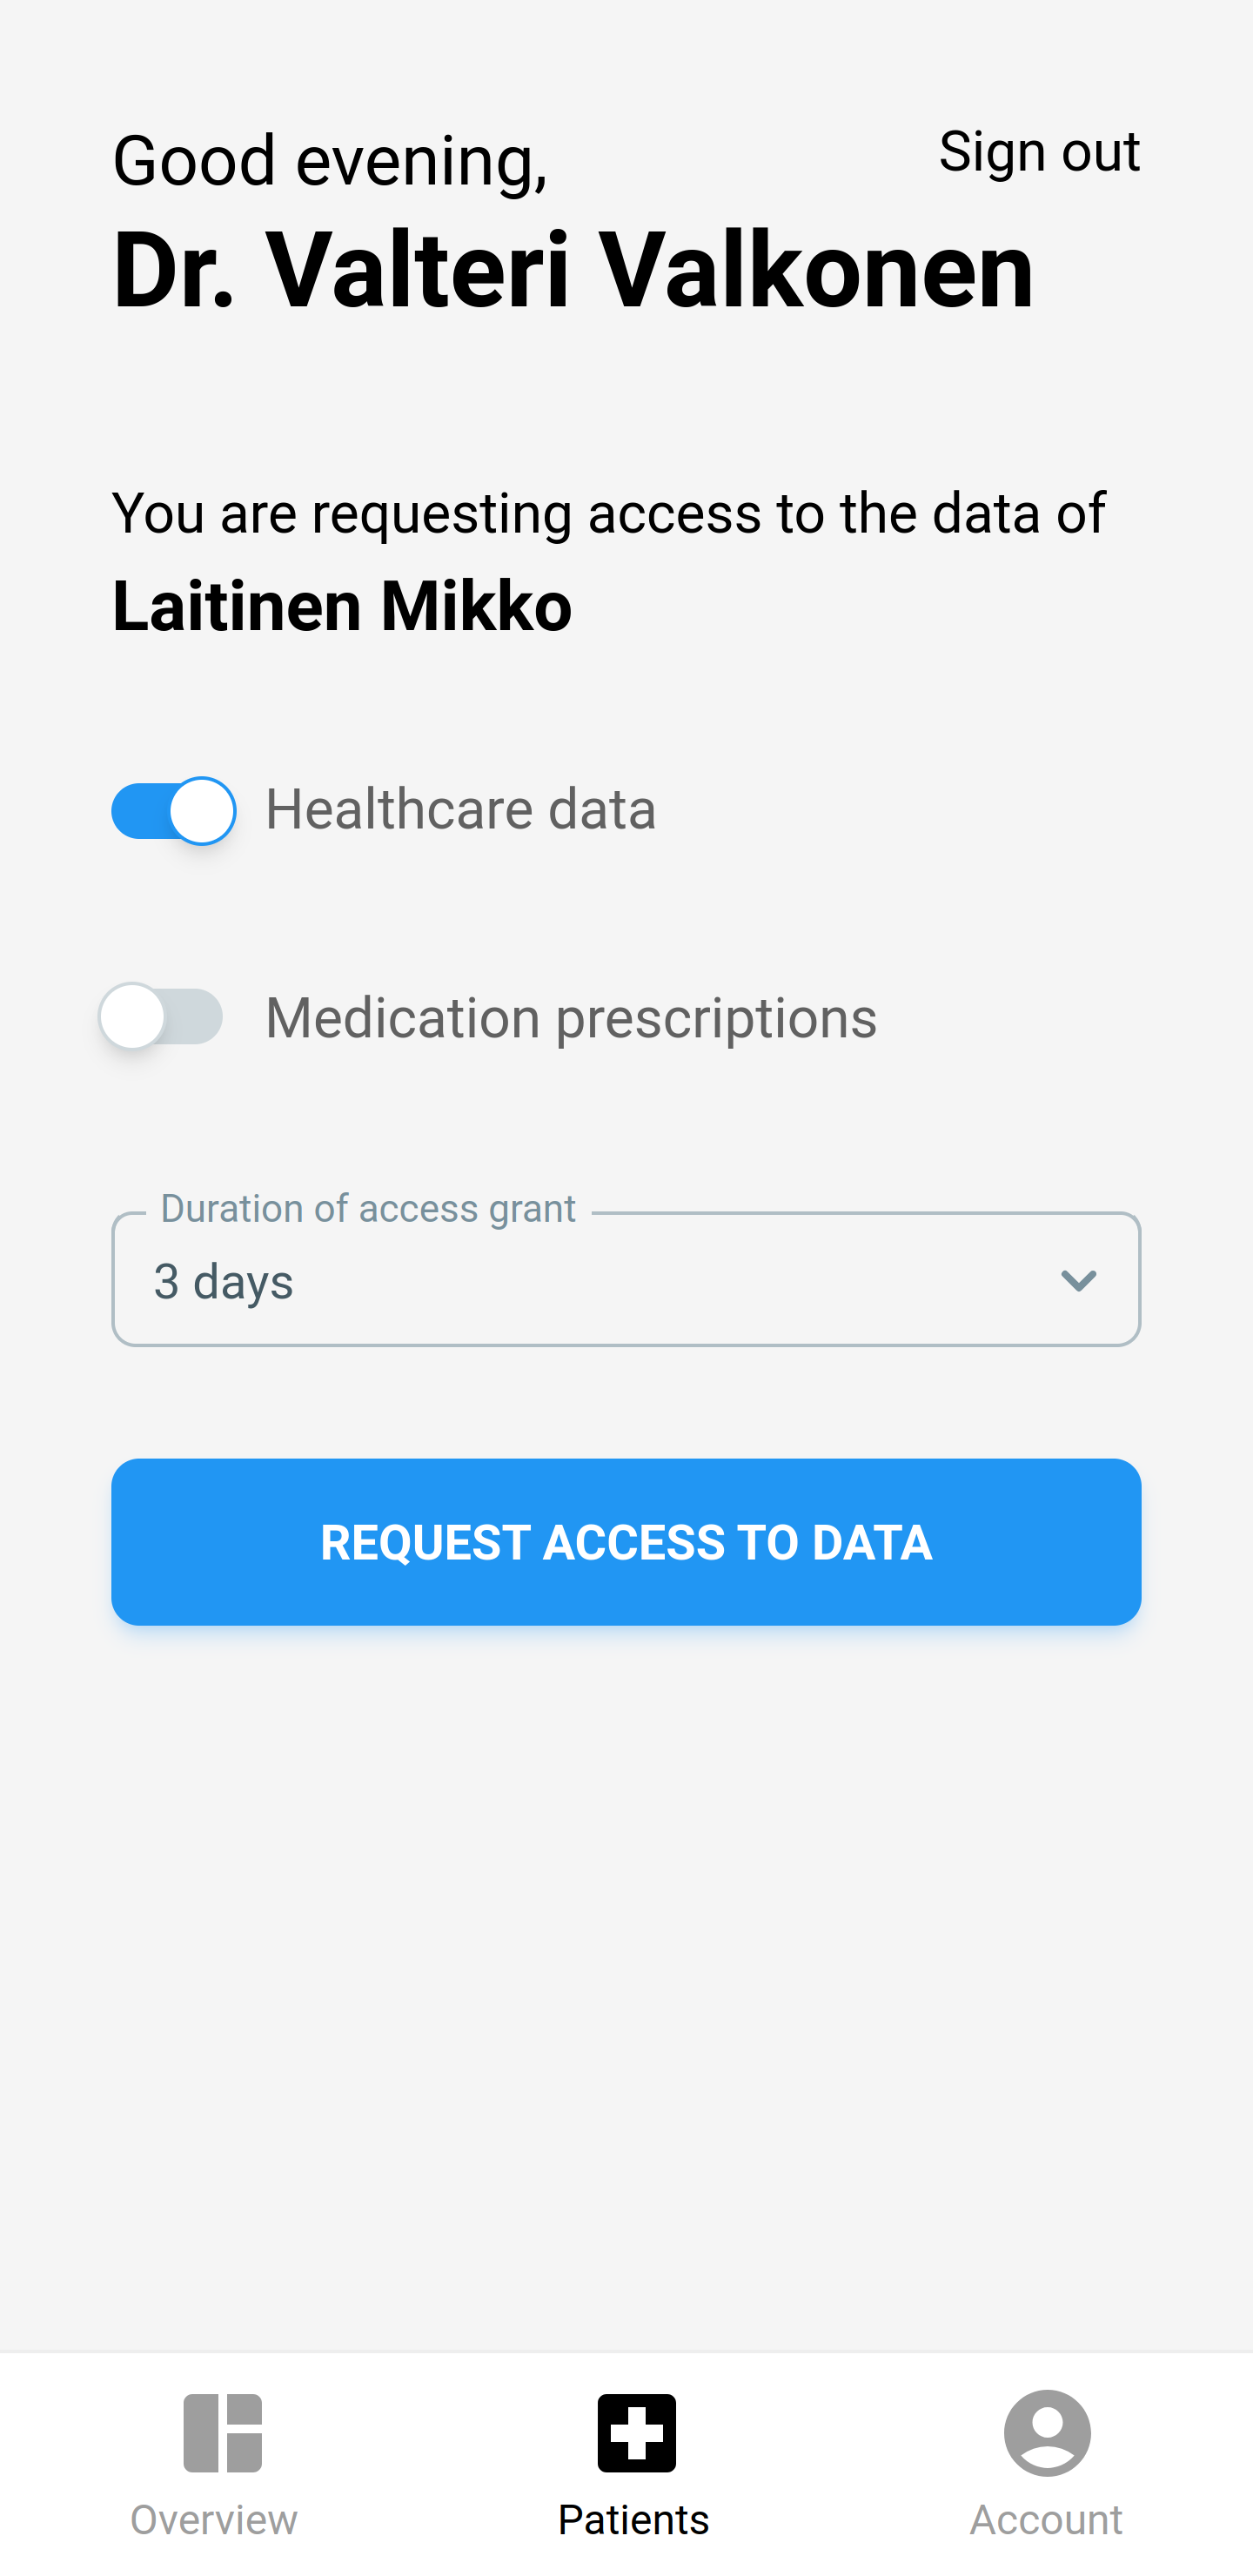 Good evening,
Sign out
Dr. Valteri Valkonen
You are requesting access to the data of
Laitinen Mikko
Healthcare data
Medication prescriptions
Duration of access grant
3 days
REQUEST ACCESS TO DATA
Overview
Patients
Account